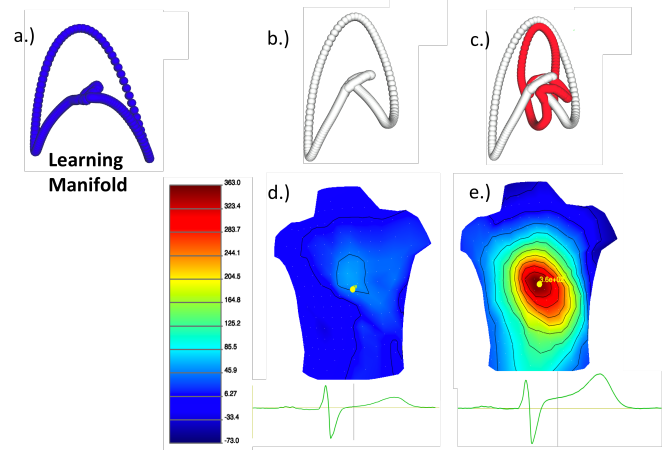 a.)
b.)
c.)
Learning
Manifold
d.)
e.)
363.0
323.4
283.7
244.1
204.5
164.8
125.2
85.5
45.9
6.27
-33.4
-73.0